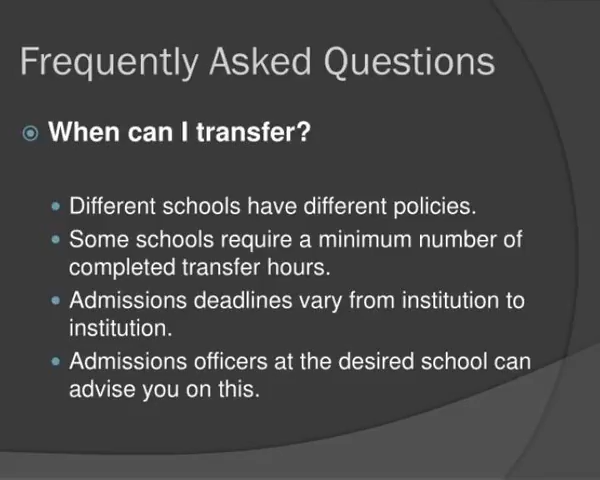 Frequently Asked Questions
When can I transfer?
Different schools have different policies.
Some schools require a minimum number of
completed transfer hours.
Admissions deadlines vary from institution to
institution.
Admissions officers at the desired school can
advise you on this.